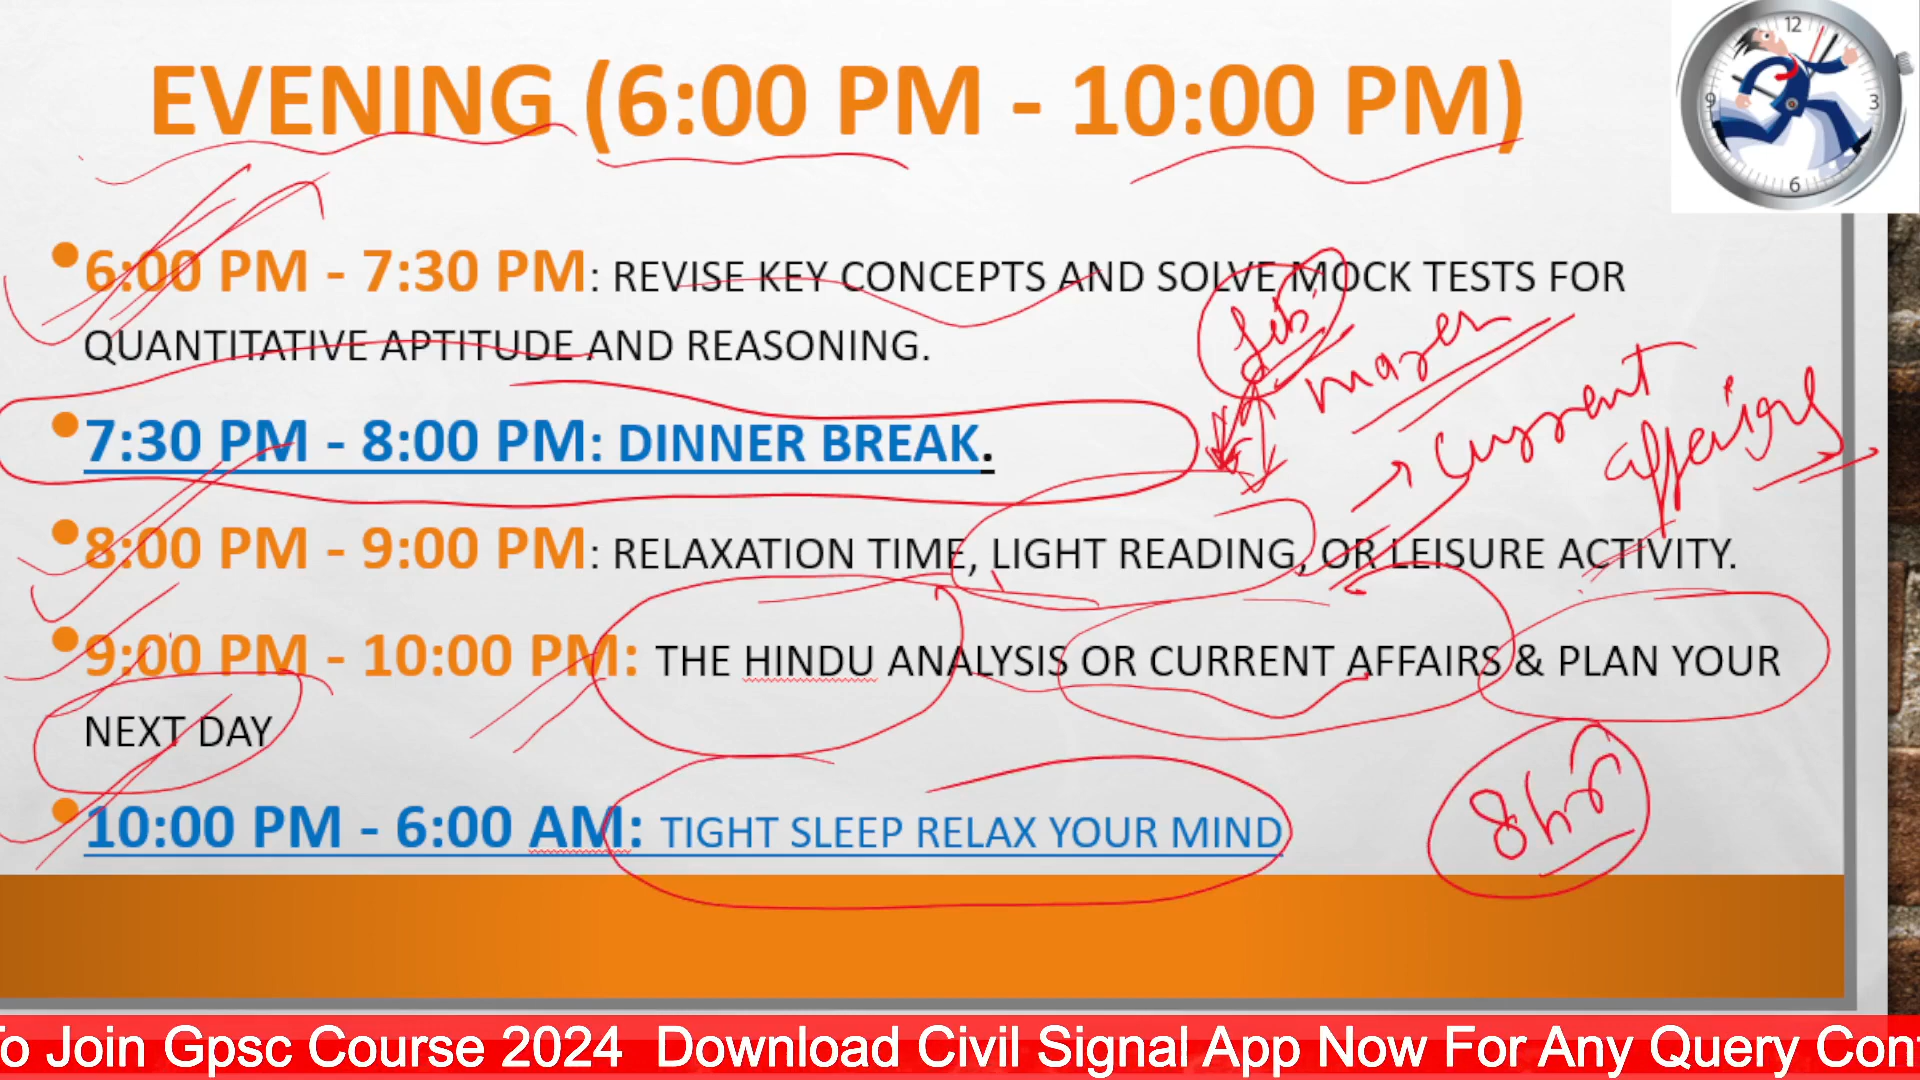 EVENING (6:00 PM - 10:00 PM)
12
3
6
9
6:00 PM - 7:30 PM: REVISE KEY CONCEPTS AND SOLVE MOCK TESTS FOR
QUANTITATIVE APTITUDE AND REASONING.
7:30 PM - 8:00 PM: DINNER BREAK.
current
8:00 PM - 9:00 PM: RELAXATION TIME, LIGHT READING, OR LEISURE ACTIVITY.
9:00 PM - 10:00 PM: THE HINDU ANALYSIS OR CURRENT AFFAIRS & PLAN YOUR
NEXT DAY
8hr
10:00 PM - 6:00 AM: TIGHT SLEEP RELAX YOUR MIND
To Join Gpsc Course 2024 Download Civil Signal App Now For Any Query Con